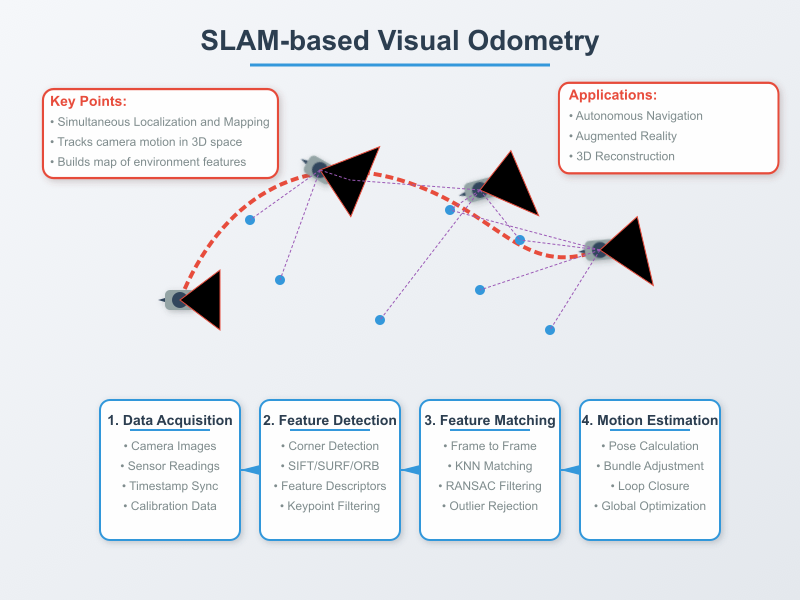 SLAM-based Visual Odometry
Key Points:
• Simultaneous Localization and Mapping
• Tracks camera motion in 3D space
• Builds map of environment features
Applications:
• Autonomous Navigation
• Augmented Reality
• 3D Reconstruction
1. Data Acquisition
• Camera Images
• Sensor Readings
• Timestamp Sync
• Calibration Data
2. Feature Detection
• Corner Detection
• SIFT/SURF/ORB
• Feature Descriptors
• Keypoint Filtering
3. Feature Matching
• Frame to Frame
• KNN Matching
• RANSAC Filtering
• Outlier Rejection
4. Motion Estimation
• Pose Calculation
• Bundle Adjustment
• Loop Closure
• Global Optimization